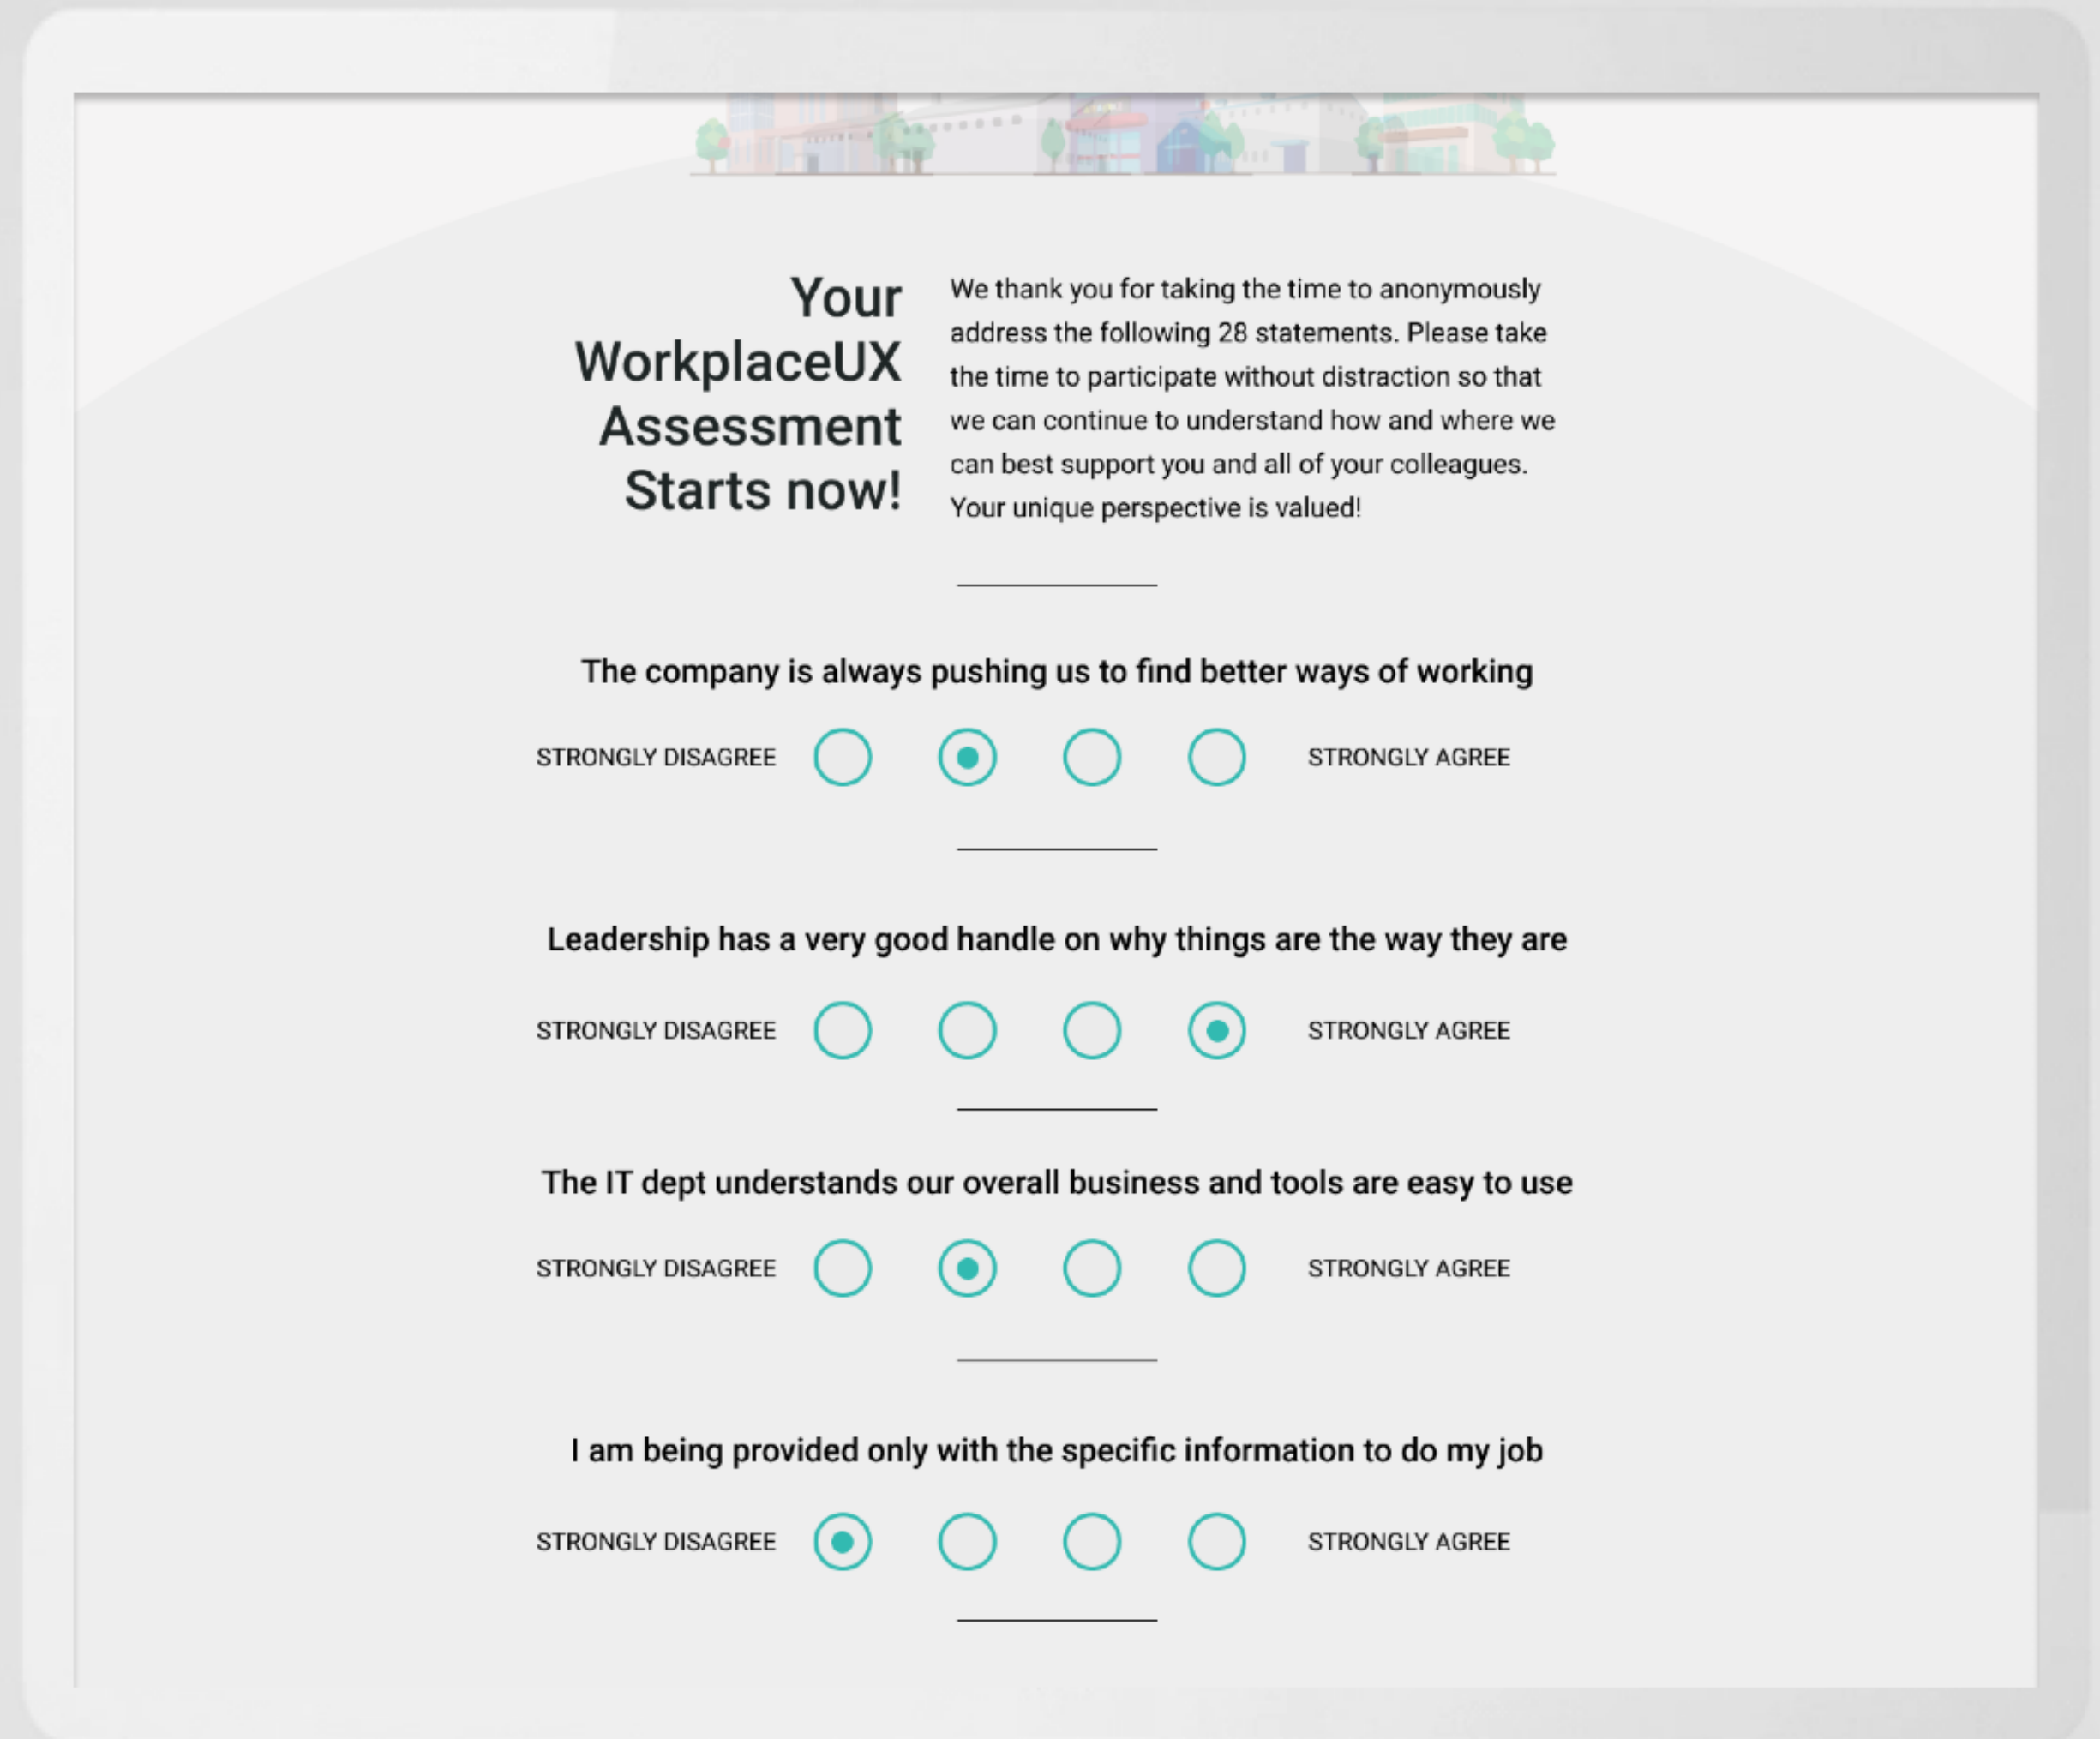 Your
WorkplaceUX
Assessment
Starts now!
We thank you for taking the time to anonymously
address the following 28 statements. Please take
the time to participate without distraction so that
we can continue to understand how and where we
can best support you and all of your colleagues.
Your unique perspective is valued!
The company is always pushing us to find better ways of working
STRONGLY DISAGREE STRONGLY AGREE
Leadership has a very good handle on why things are the way they are
STRONGLY DISAGREE STRONGLY AGREE
The IT dept understands our overall business and tools are easy to use
STRONGLY DISAGREE STRONGLY AGREE
I am being provided only with the specific information to do my job
STRONGLY DISAGREE STRONGLY AGREE